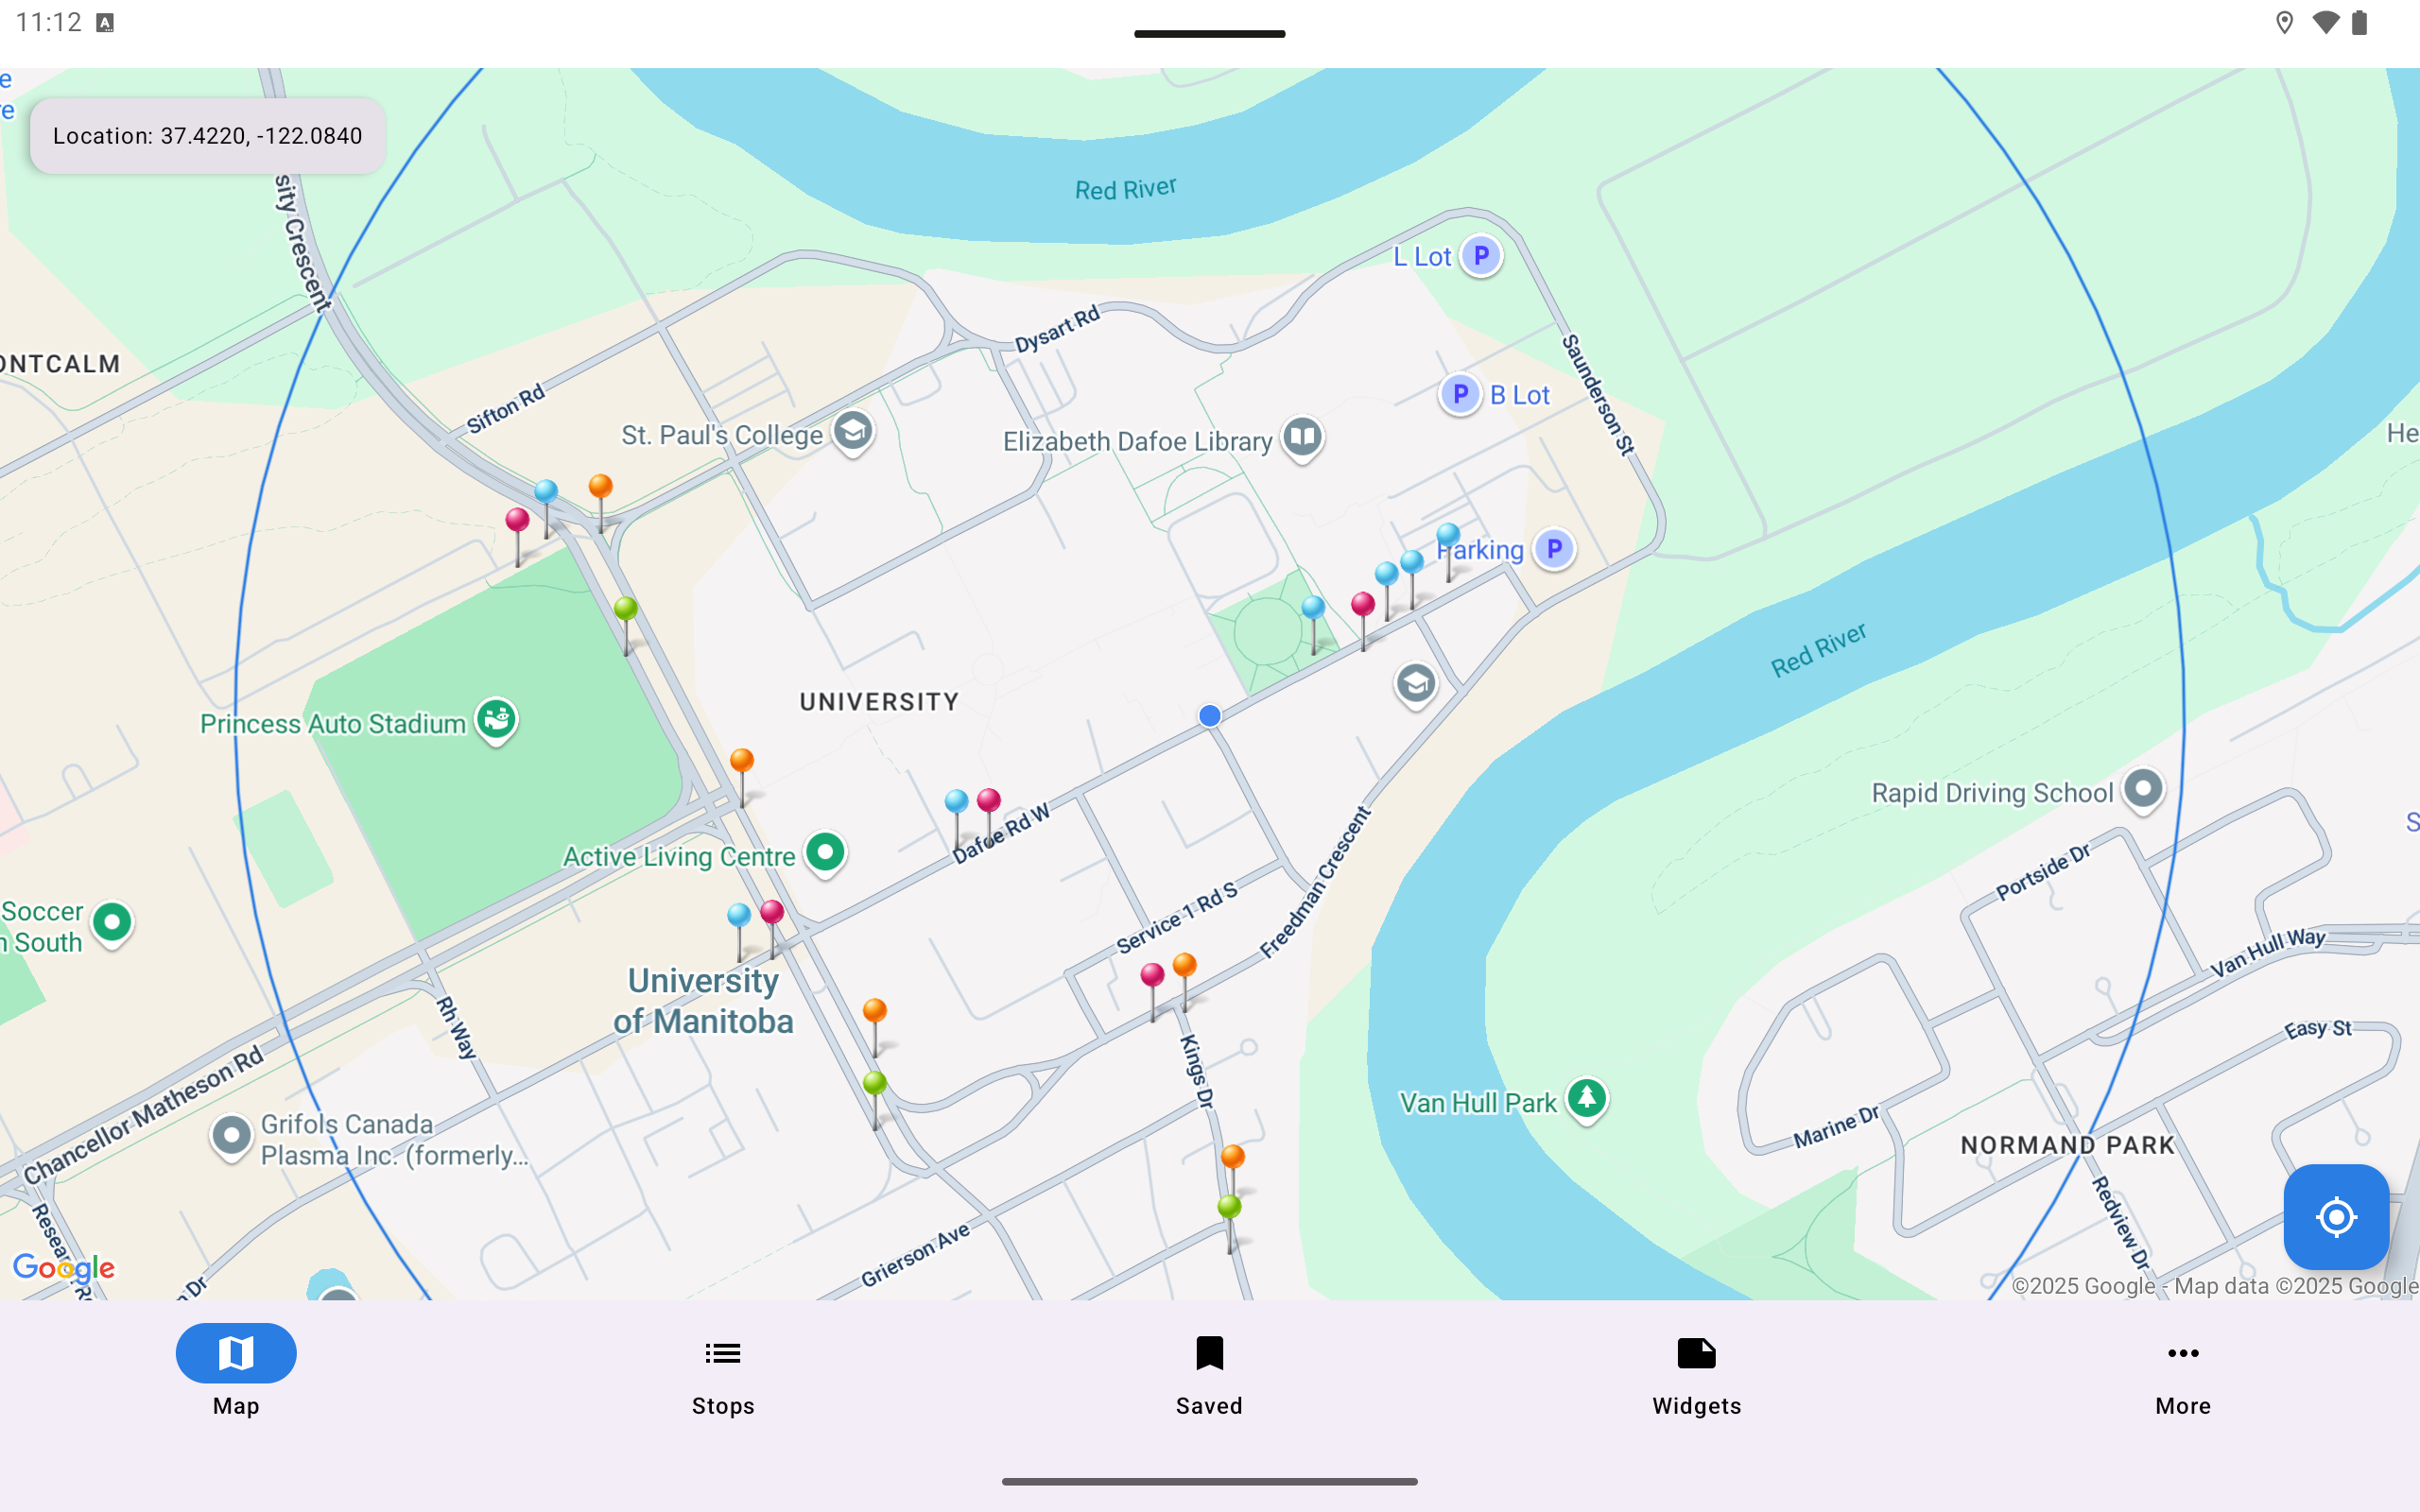 11:12
e
re
Location: 37.4220, -122.0840
sity Crescent
Red River
L Lot
P
Dysart Rd
Saunderson St
ONTCALM
Sifton Rd
B Lot
P
St. Paul's College
Elizabeth Dafoe Library
He
Parking
P
Red River
UNIVERSITY
Princess Auto Stadium
Rapid Driving School
S
Dafoe Rd W
Active Living Centre
Portside Dr
Freedman Crescent
Soccer
n South
Service 1 Rd S
Van Hull Way
University
of Manitoba
Rh Way
Easy St
Kings Dr
Chancellor Matheson Rd
Van Hull Park
Marine Dr
Grifols Canada
Plasma Inc. (formerly...
NORMAND PARK
Redview Dr
Resear
Grierson Ave
Google
n Dr
©2025 Google - Map data ©2025 Google
Map
Stops
Saved
Widgets
More